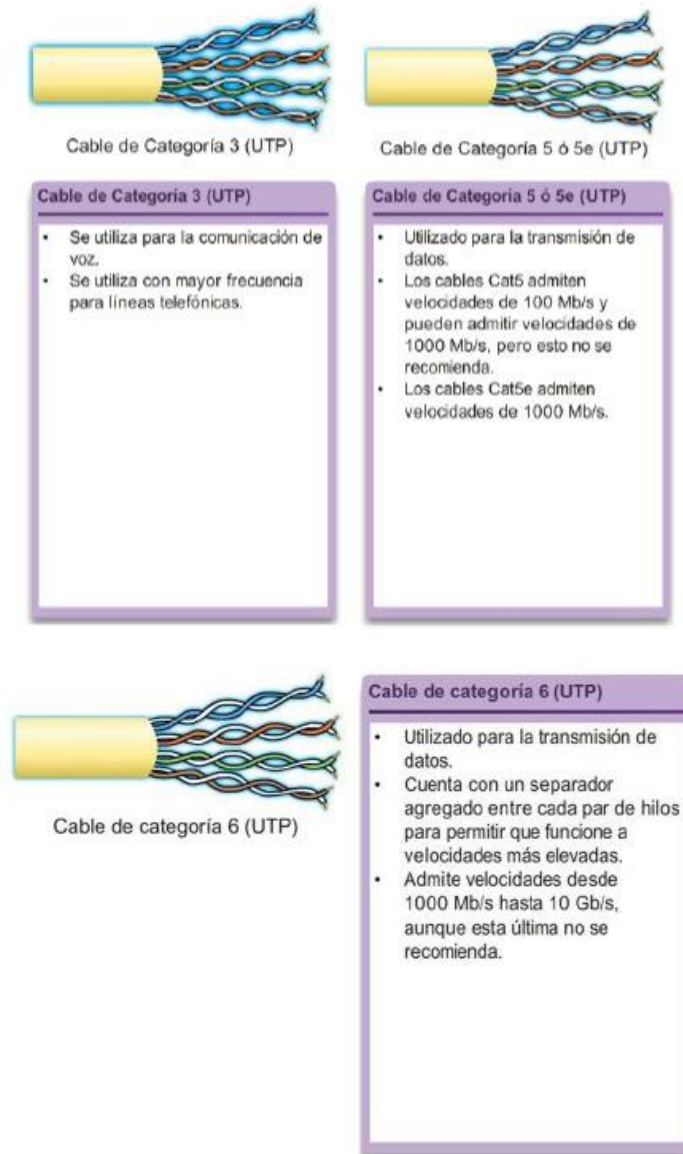 Cable de Categoría 3 (UTP)
Cable de Categoría 5 ó 5e (UTP)
Cable de Categoría 3 (UTP)
• Se utiliza para la comunicación de
voz.
• Se utiliza con mayor frecuencia
para líneas telefónicas.
Cable de Categoría 5 ó 5e (UTP)
• Utilizado para la transmisión de
datos.
• Los cables Cat5 admiten
velocidades de 100 Mb/s y
pueden admitir velocidades de
1000 Mb/s, pero esto no se
recomienda.
• Los cables Cat5e admiten
velocidades de 1000 Mb/s.
Cable de categoría 6 (UTP)
Cable de categoría 6 (UTP)
• Utilizado para la transmisión de
datos.
• Cuenta con un separador
agregado entre cada par de hilos
para permitir que funcione a
velocidades más elevadas.
• Admite velocidades desde
1000 Mb/s hasta 10 Gb/s,
aunque esta última no se
recomienda.